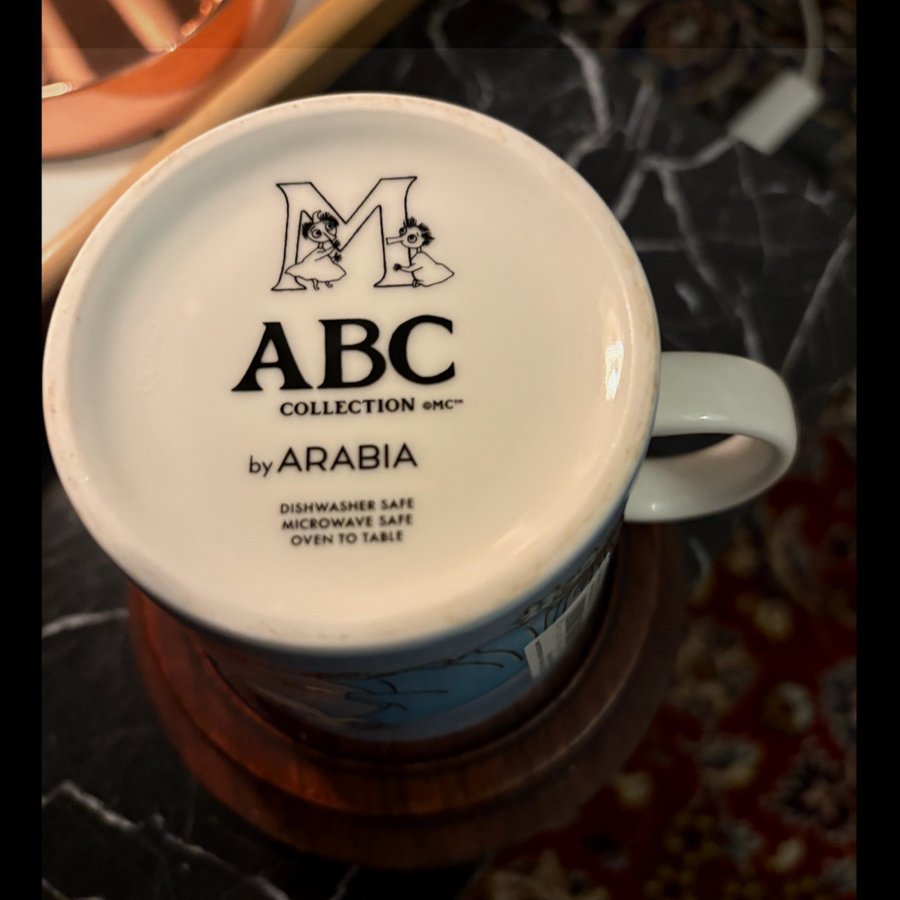 M
ABC
COLLECTION ©MC™
by ARABIA
DISHWASHER SAFE
MICROWAVE SAFE
OVEN TO TABLE